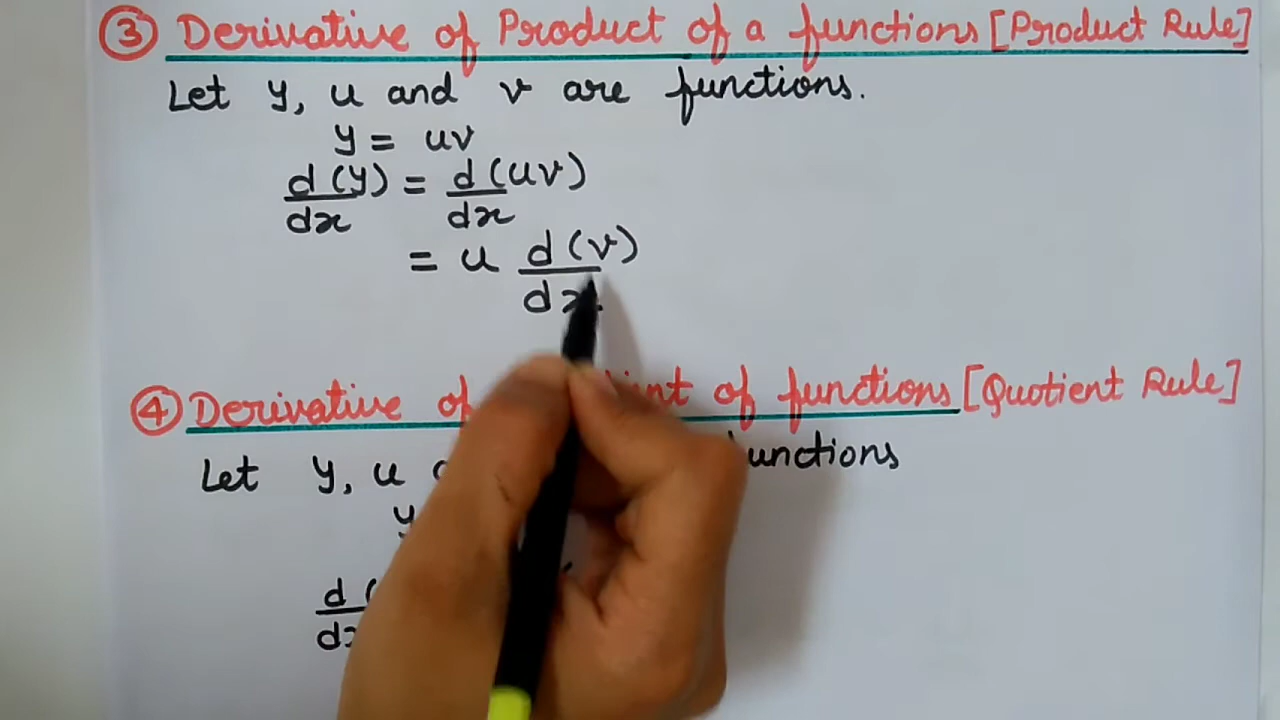 ③ Derivative of Product of a functions [Product Rule]
Let y, u and v are functions.
y = uv
d(y)/dx = d(uv)/dx
= u d(v)/dx
④ Derivative of of functions [Quotient Rule]
Let y, u functions
y
d